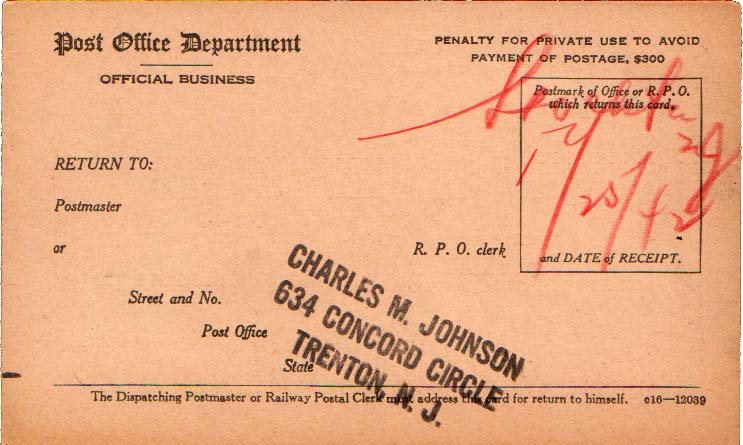 Post Office Department
OFFICIAL BUSINESS
PENALTY FOR PRIVATE USE TO AVOID
PAYMENT OF POSTAGE, $300
Postmark of Office or R. P. O.
which returns this card,
12/25/42
and DATE of RECEIPT.
RETURN TO:
Postmaster
or
R. P. O. clerk
Street and No.
Post Office
State
CHARLES M. JOHNSON
634 CONCORD CIRCLE
TRENTON, N. J.
The Dispatching Postmaster or Railway Postal Clerk must address this card for return to himself. c16—12039